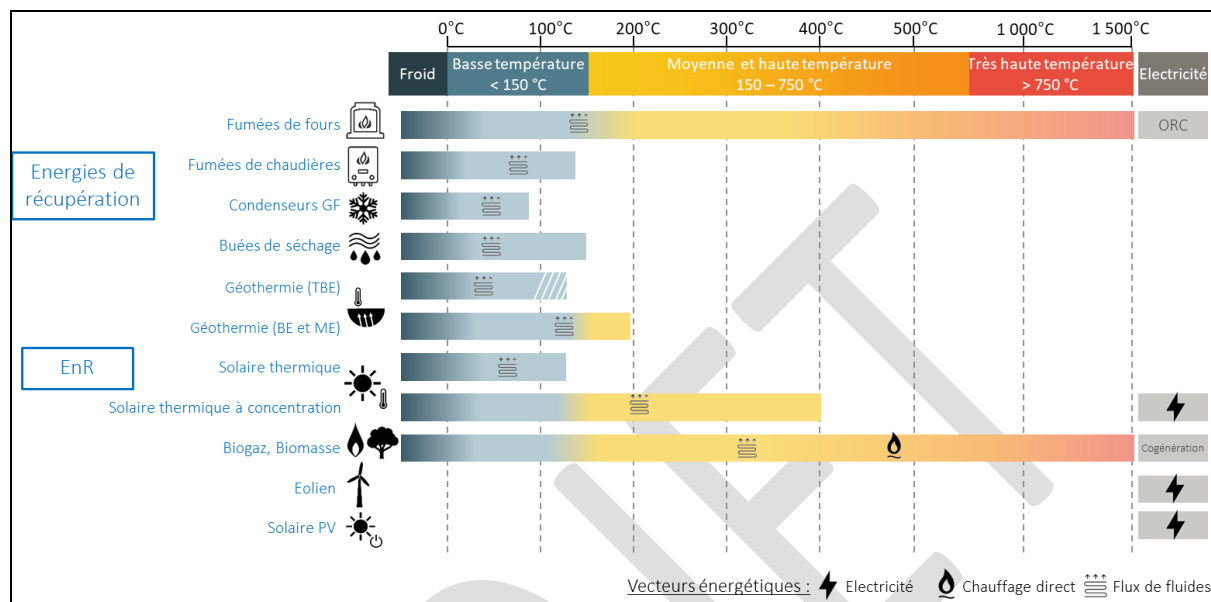 0°C 100°C 200°C 300°C 400°C 500°C 1 000°C 1 500°C
Froid
Basse température
< 150 °C
Moyenne et haute température
150 – 750 °C
Très haute température
> 750 °C
Electricité
Energies de
récupération
Fumées de fours
ORC
Fumées de chaudières
Condenseurs GF
Buées de séchage
Géothermie (TBE)
Géothermie (BE et ME)
EnR
Solaire thermique
Solaire thermique à concentration
Biogaz, Biomasse
Cogénération
Eolien
Solaire PV
Vecteurs énergétiques : Electricité Chauffage direct Flux de fluides